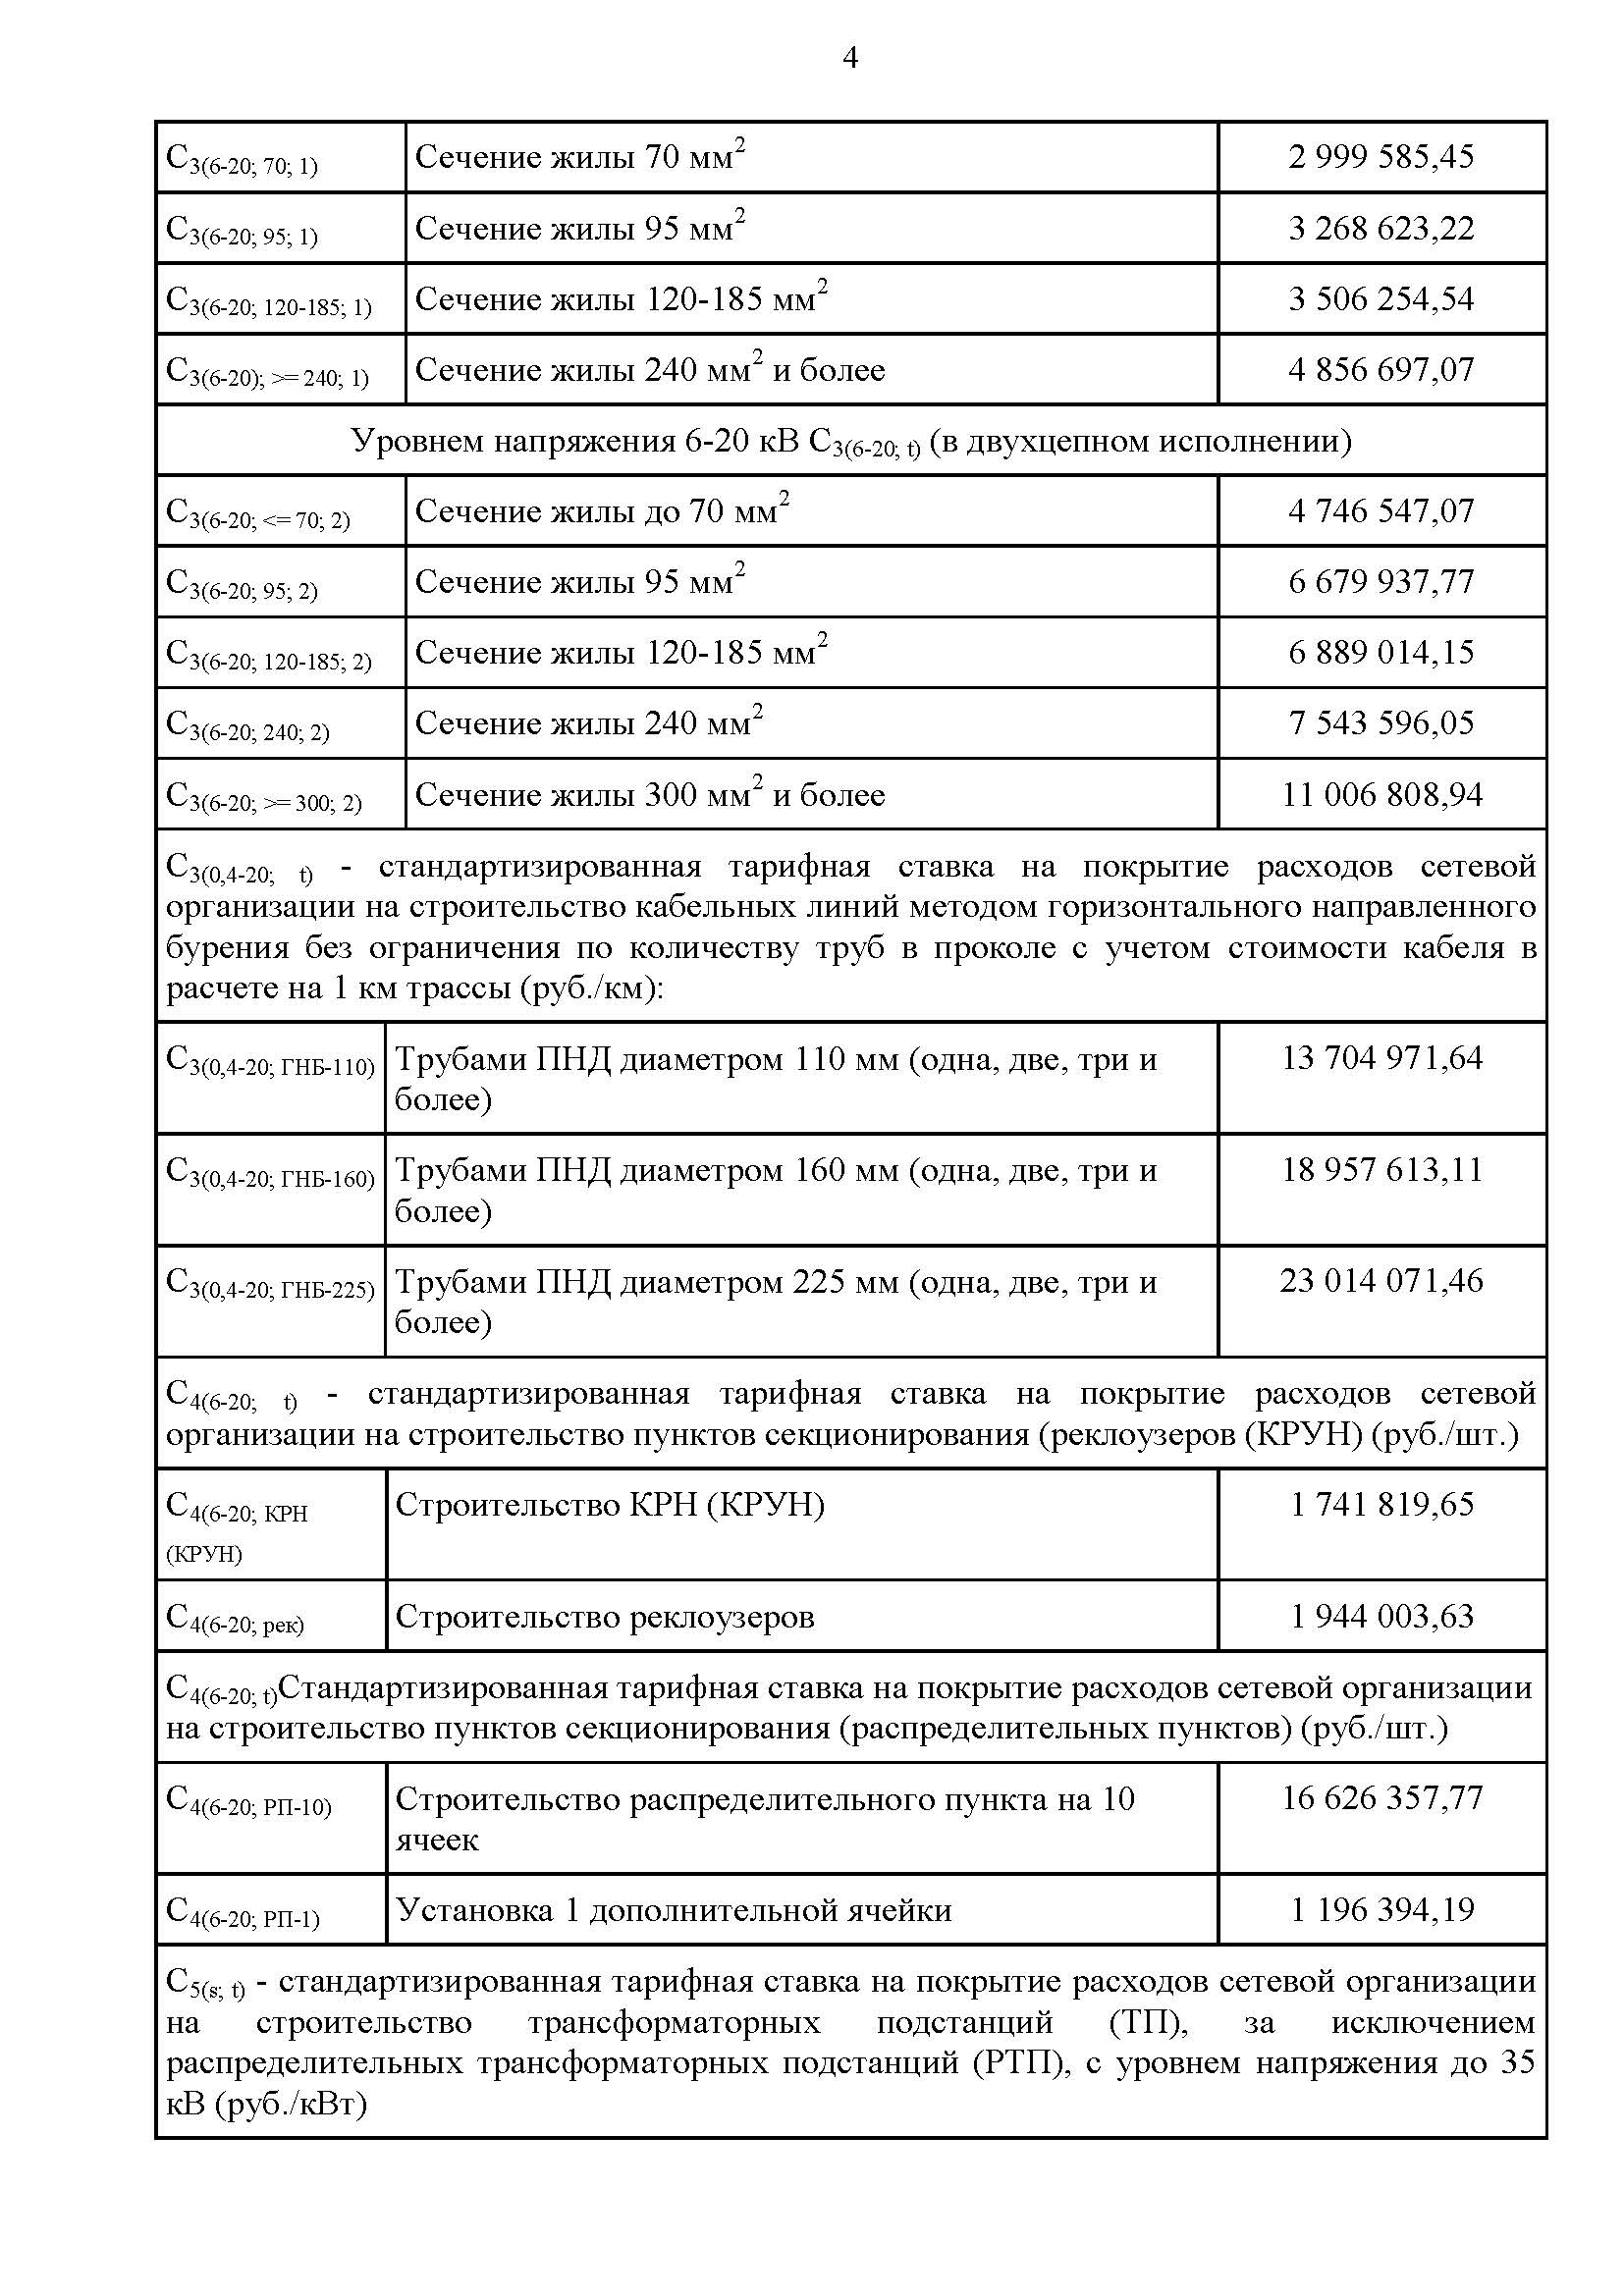 4
С3(6-20; 70; 1) Сечение жилы 70 мм2 2 999 585,45
С3(6-20; 95; 1) Сечение жилы 95 мм2 3 268 623,22
С3(6-20; 120-185; 1) Сечение жилы 120-185 мм2 3 506 254,54
С3(6-20); >= 240; 1) Сечение жилы 240 мм2 и более 4 856 697,07
Уровнем напряжения 6-20 кВ С3(6-20; t) (в двухцепном исполнении)
С3(6-20; <= 70; 2) Сечение жилы до 70 мм2 4 746 547,07
С3(6-20; 95; 2) Сечение жилы 95 мм2 6 679 937,77
С3(6-20; 120-185; 2) Сечение жилы 120-185 мм2 6 889 014,15
С3(6-20; 240; 2) Сечение жилы 240 мм2 7 543 596,05
С3(6-20; >= 300; 2) Сечение жилы 300 мм2 и более 11 006 808,94
С3(0,4-20; t) - стандартизированная тарифная ставка на покрытие расходов сетевой
организации на строительство кабельных линий методом горизонтального направленного
бурения без ограничения по количеству труб в проколе с учетом стоимости кабеля в
расчете на 1 км трассы (руб./км):
С3(0,4-20; ГНБ-110) Трубами ПНД диаметром 110 мм (одна, две, три и 13 704 971,64
более)
С3(0,4-20; ГНБ-160) Трубами ПНД диаметром 160 мм (одна, две, три и 18 957 613,11
более)
С3(0,4-20; ГНБ-225) Трубами ПНД диаметром 225 мм (одна, две, три и 23 014 071,46
более)
С4(6-20; t) - стандартизированная тарифная ставка на покрытие расходов сетевой
организации на строительство пунктов секционирования (реклоузеров (КРУН) (руб./шт.)
С4(6-20; КРН Строительство КРН (КРУН) 1 741 819,65
(КРУН)
С4(6-20; рек) Строительство реклоузеров 1 944 003,63
С4(6-20; t)Стандартизированная тарифная ставка на покрытие расходов сетевой организации
на строительство пунктов секционирования (распределительных пунктов) (руб./шт.)
С4(6-20; РП-10) Строительство распределительного пункта на 10 16 626 357,77
ячеек
С4(6-20; РП-1) Установка 1 дополнительной ячейки 1 196 394,19
С5(s; t) - стандартизированная тарифная ставка на покрытие расходов сетевой организации
на строительство трансформаторных подстанций (ТП), за исключением
распределительных трансформаторных подстанций (РТП), с уровнем напряжения до 35
кВ (руб./кВт)